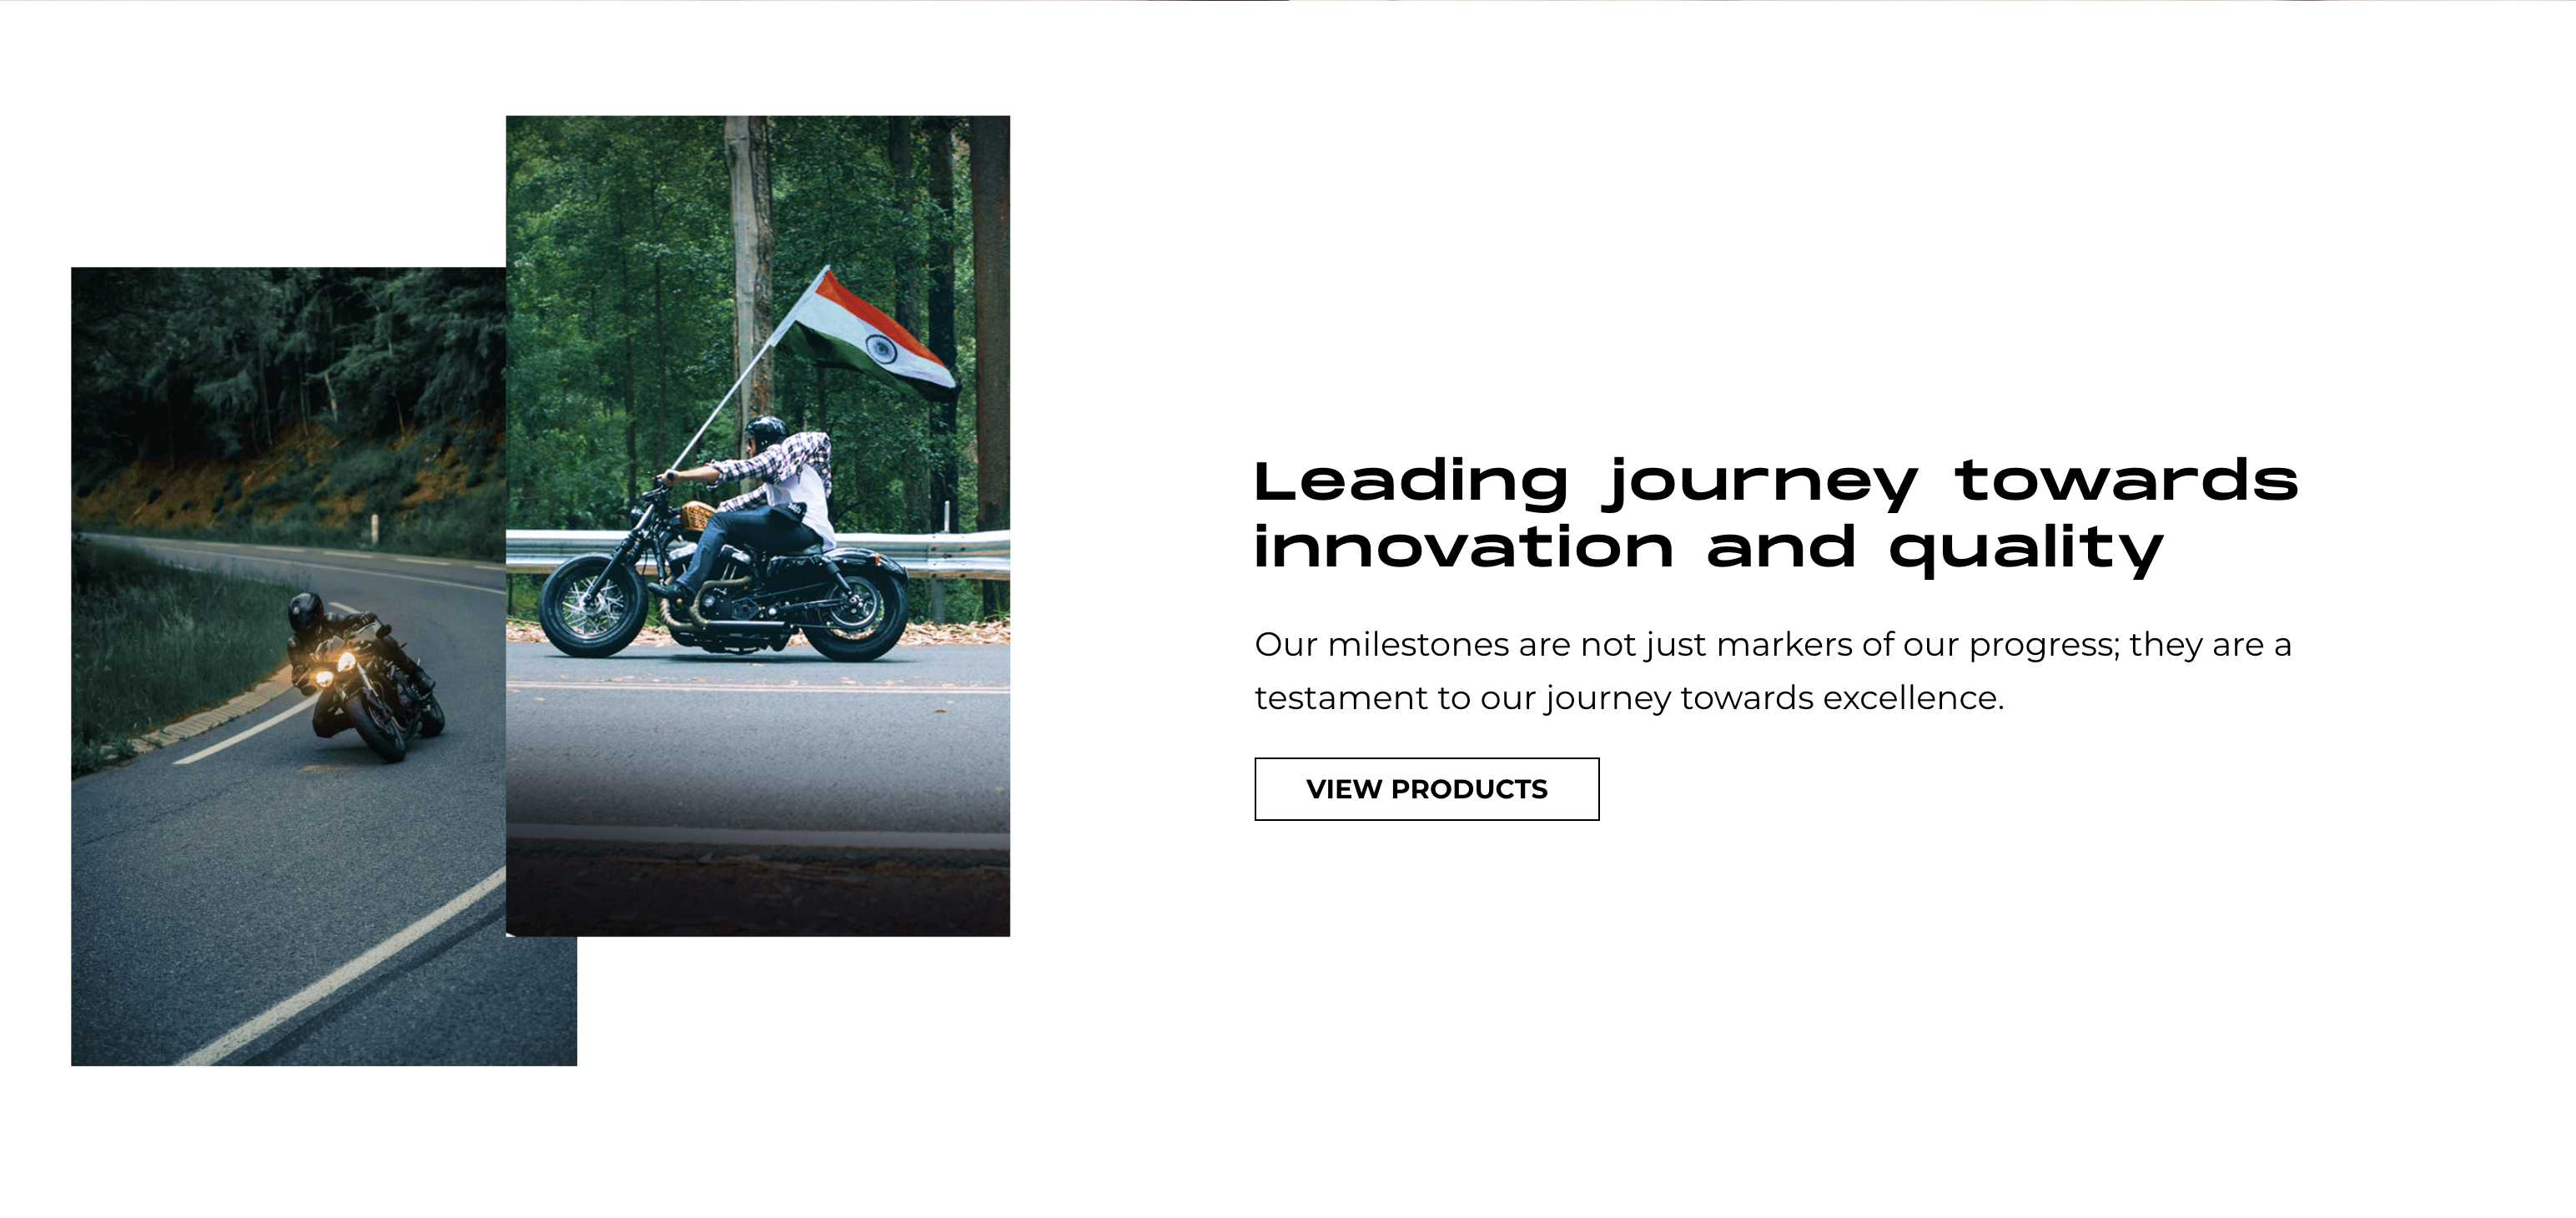 Leading journey towards
innovation and quality
Our milestones are not just markers of our progress; they are a
testament to our journey towards excellence.
VIEW PRODUCTS